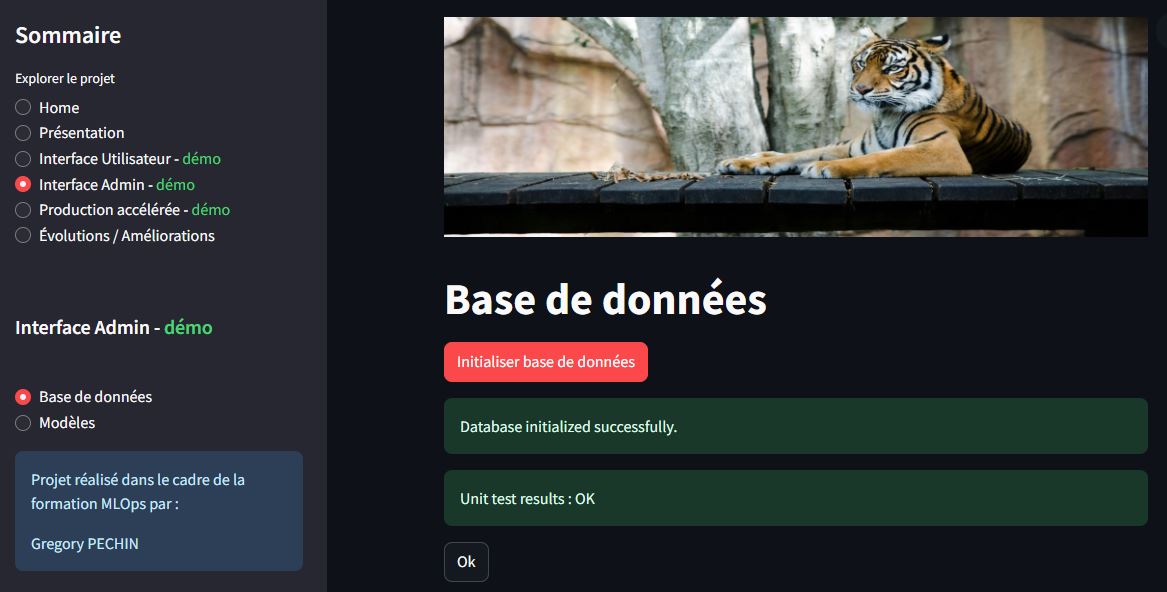 Sommaire
Explorer le projet
Home
Présentation
Interface Utilisateur - démo
Interface Admin - démo
Production accélérée - démo
Évolutions / Améliorations
Interface Admin - démo
Base de données
Modèles
Projet réalisé dans le cadre de la
formation MLOps par :
Gregory PECHIN
Base de données
Initialiser base de données
Database initialized successfully.
Unit test results : OK
Ok